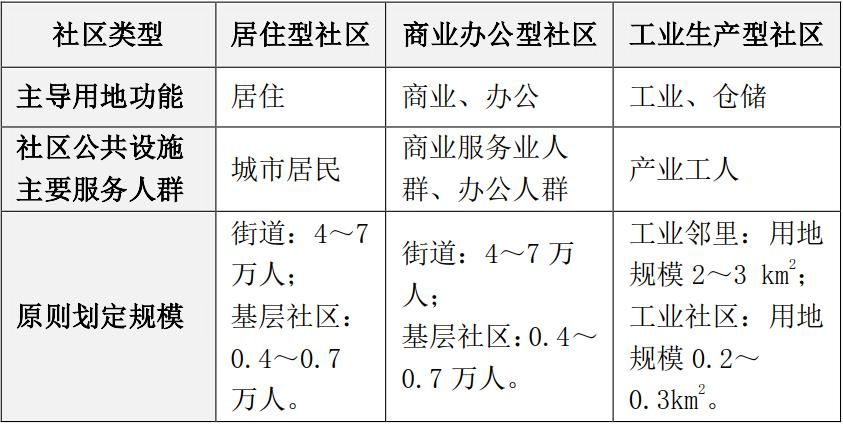 社区类型
居住型社区
商业办公型社区
工业生产型社区
主导用地功能
居住
商业、办公
工业、仓储
社区公共设施
主要服务人群
城市居民
商业服务业人
群、办公人群
产业工人
原则划定规模
街道：4～7
万人；
基层社区：
0.4～0.7
万人。
街道：4～7 万
人；
基层社区：0.4～
0.7 万人。
工业邻里：用地
规模 2～3 km²；
工业社区：用地
规模 0.2～
0.3km²。